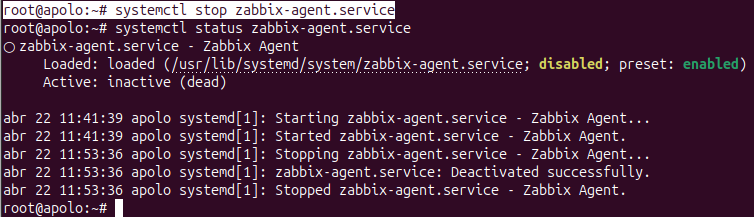 root@apolo:~# systemctl stop zabbix-agent.service
root@apolo:~# systemctl status zabbix-agent.service
○ zabbix-agent.service - Zabbix Agent
     Loaded: loaded (/usr/lib/systemd/system/zabbix-agent.service; disabled; preset: enabled)
     Active: inactive (dead)

abr 22 11:41:39 apolo systemd[1]: Starting zabbix-agent.service - Zabbix Agent...
abr 22 11:41:39 apolo systemd[1]: Started zabbix-agent.service - Zabbix Agent.
abr 22 11:53:36 apolo systemd[1]: Stopping zabbix-agent.service - Zabbix Agent...
abr 22 11:53:36 apolo systemd[1]: zabbix-agent.service: Deactivated successfully.
abr 22 11:53:36 apolo systemd[1]: Stopped zabbix-agent.service - Zabbix Agent.
root@apolo:~#